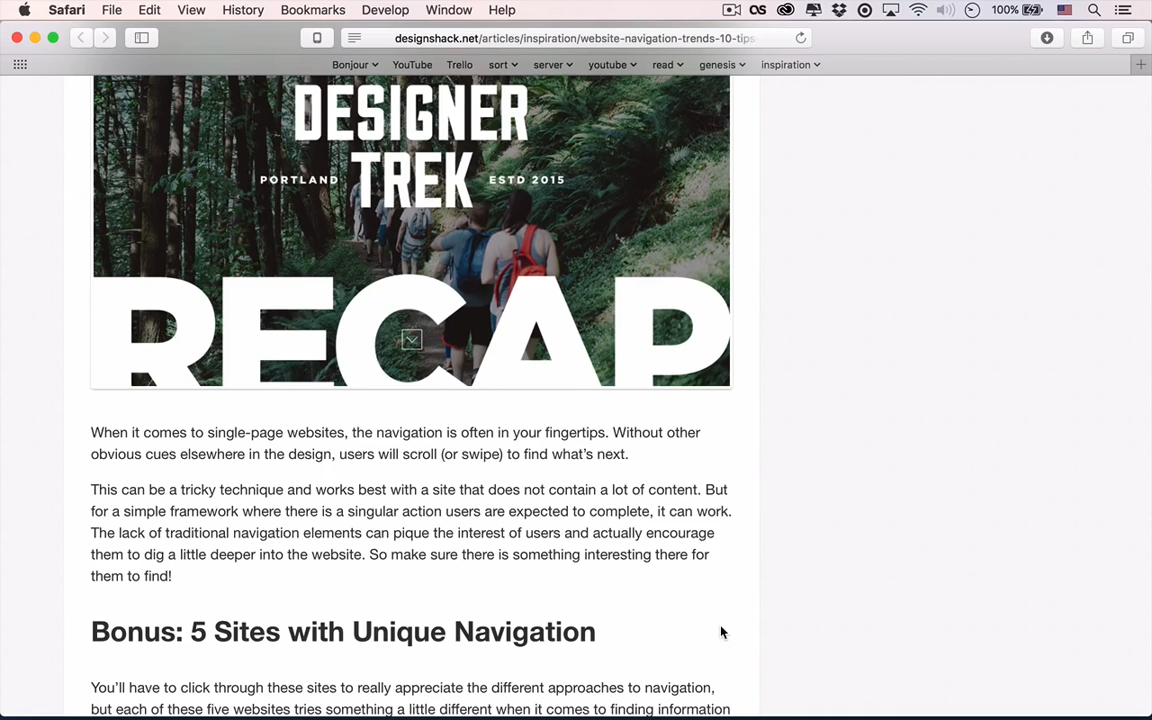 Safari File Edit View History Bookmarks Develop Window Help 100%
designshack.net/articles/inspiration/website-navigation-trends-10-tips
Bonjour YouTube Trello sort server youtube read genesis inspiration
DESIGNER
TREK
PORTLAND ESTD 2015
RECAP
When it comes to single-page websites, the navigation is often in your fingertips. Without other
obvious cues elsewhere in the design, users will scroll (or swipe) to find what’s next.
This can be a tricky technique and works best with a site that does not contain a lot of content. But
for a simple framework where there is a singular action users are expected to complete, it can work.
The lack of traditional navigation elements can pique the interest of users and actually encourage
them to dig a little deeper into the website. So make sure there is something interesting there for
them to find!
Bonus: 5 Sites with Unique Navigation
You’ll have to click through these sites to really appreciate the different approaches to navigation,
but each of these five websites tries something a little different when it comes to finding information